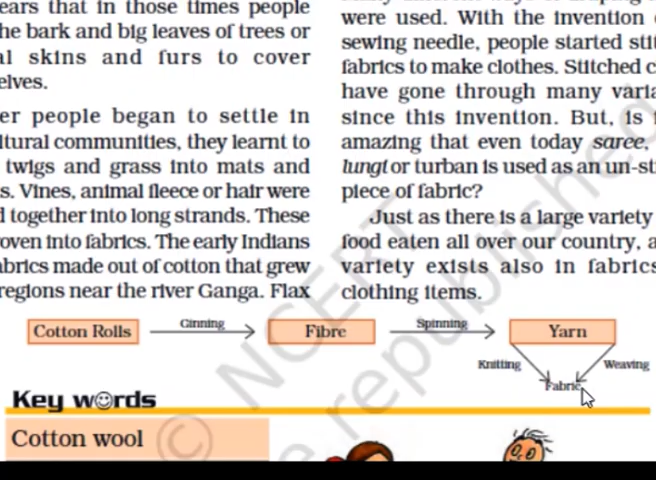 ears that in those times people
he bark and big leaves of trees or
al skins and furs to cover
elves.
er people began to settle in
ltural communities, they learnt to
twigs and grass into mats and
s. Vines, animal fleece or hair were
d together into long strands. These
oven into fabrics. The early Indians
abrics made out of cotton that grew
regions near the river Ganga. Flax
were used. With the invention
sewing needle, people started stit
fabrics to make clothes. Stitched c
have gone through many varia
since this invention. But, is i
amazing that even today saree,
lungi or turban is used as an un-sti
piece of fabric?
Just as there is a large variety
food eaten all over our country, a
variety exists also in fabrics
clothing items.
Cotton Rolls Ginning Fibre Spinning Yarn
Knitting Weaving
Fabric
Key words
Cotton wool
© NCERT
be republished